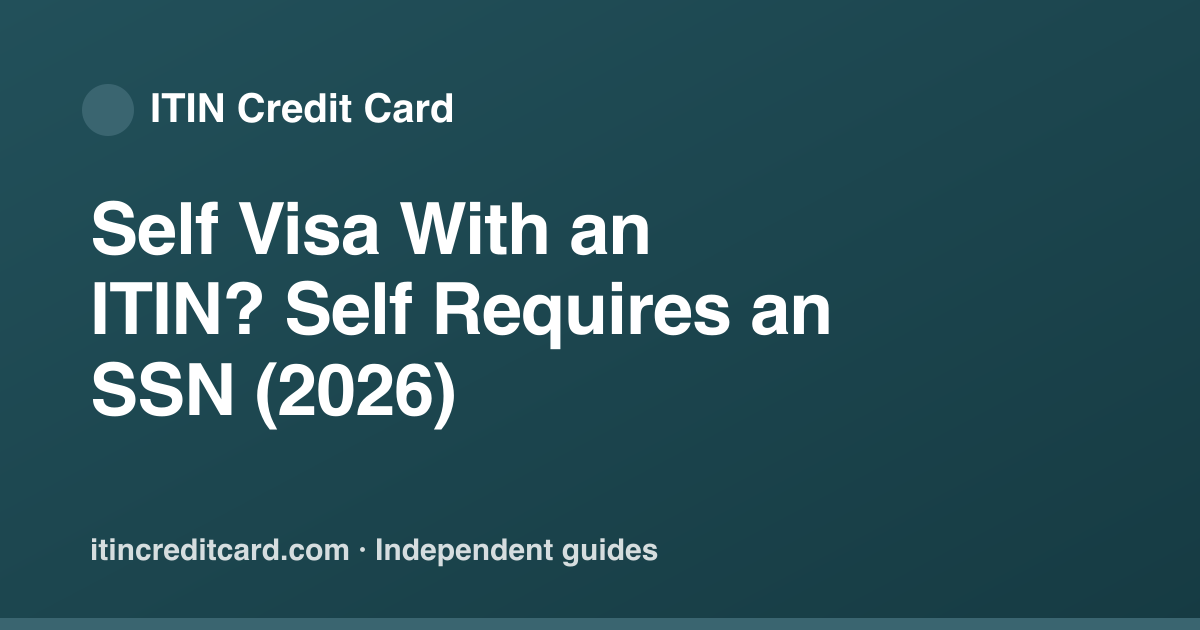 ITIN Credit Card
Self Visa With an
ITIN? Self Requires an
SSN (2026)
itincreditcard.com · Independent guides